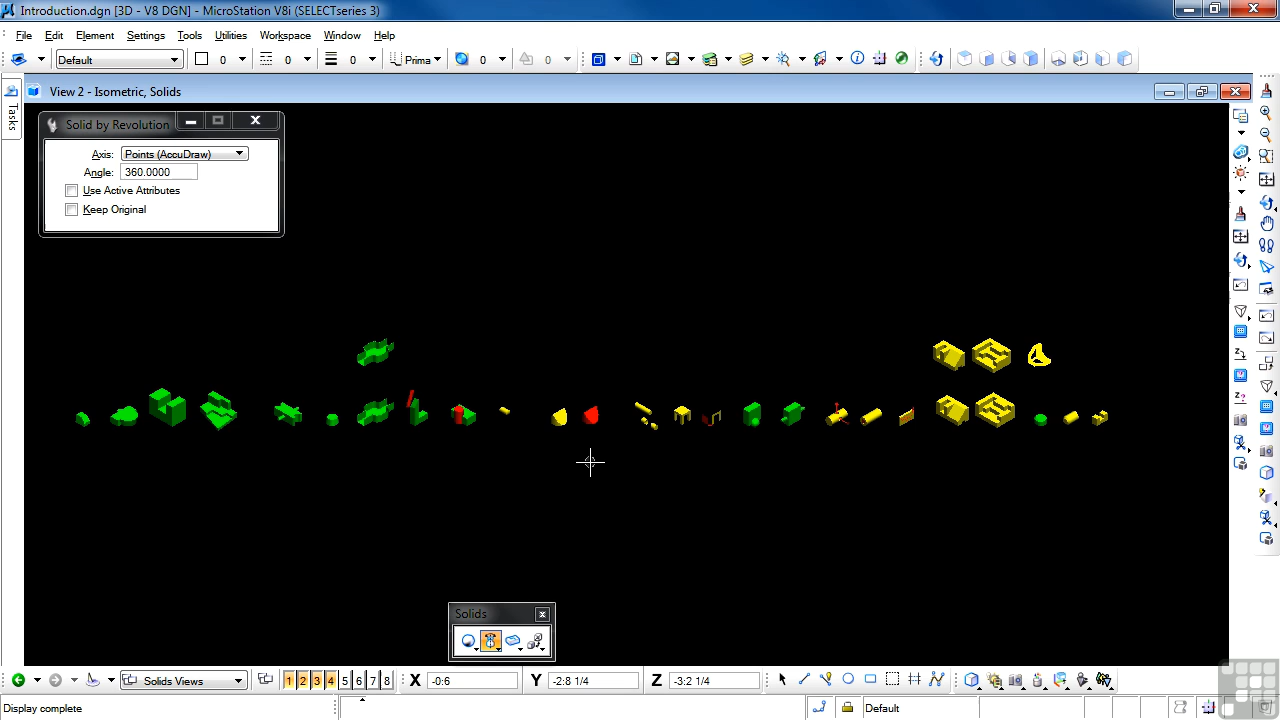 Introduction.dgn [3D - V8 DGN] - MicroStation V8i (SELECTseries 3)
File Edit Element Settings Tools Utilities Workspace Window Help
Default 0 0 0 Prima 0 0
View 2 - Isometric, Solids
Tasks
Solid by Revolution
Axis: Points (AccuDraw)
Angle: 360.0000
Use Active Attributes
Keep Original
Solids
Solids Views 1 2 3 4 5 6 7 8 X -0:6 Y -2:8 1/4 Z -3:2 1/4
Display complete Default